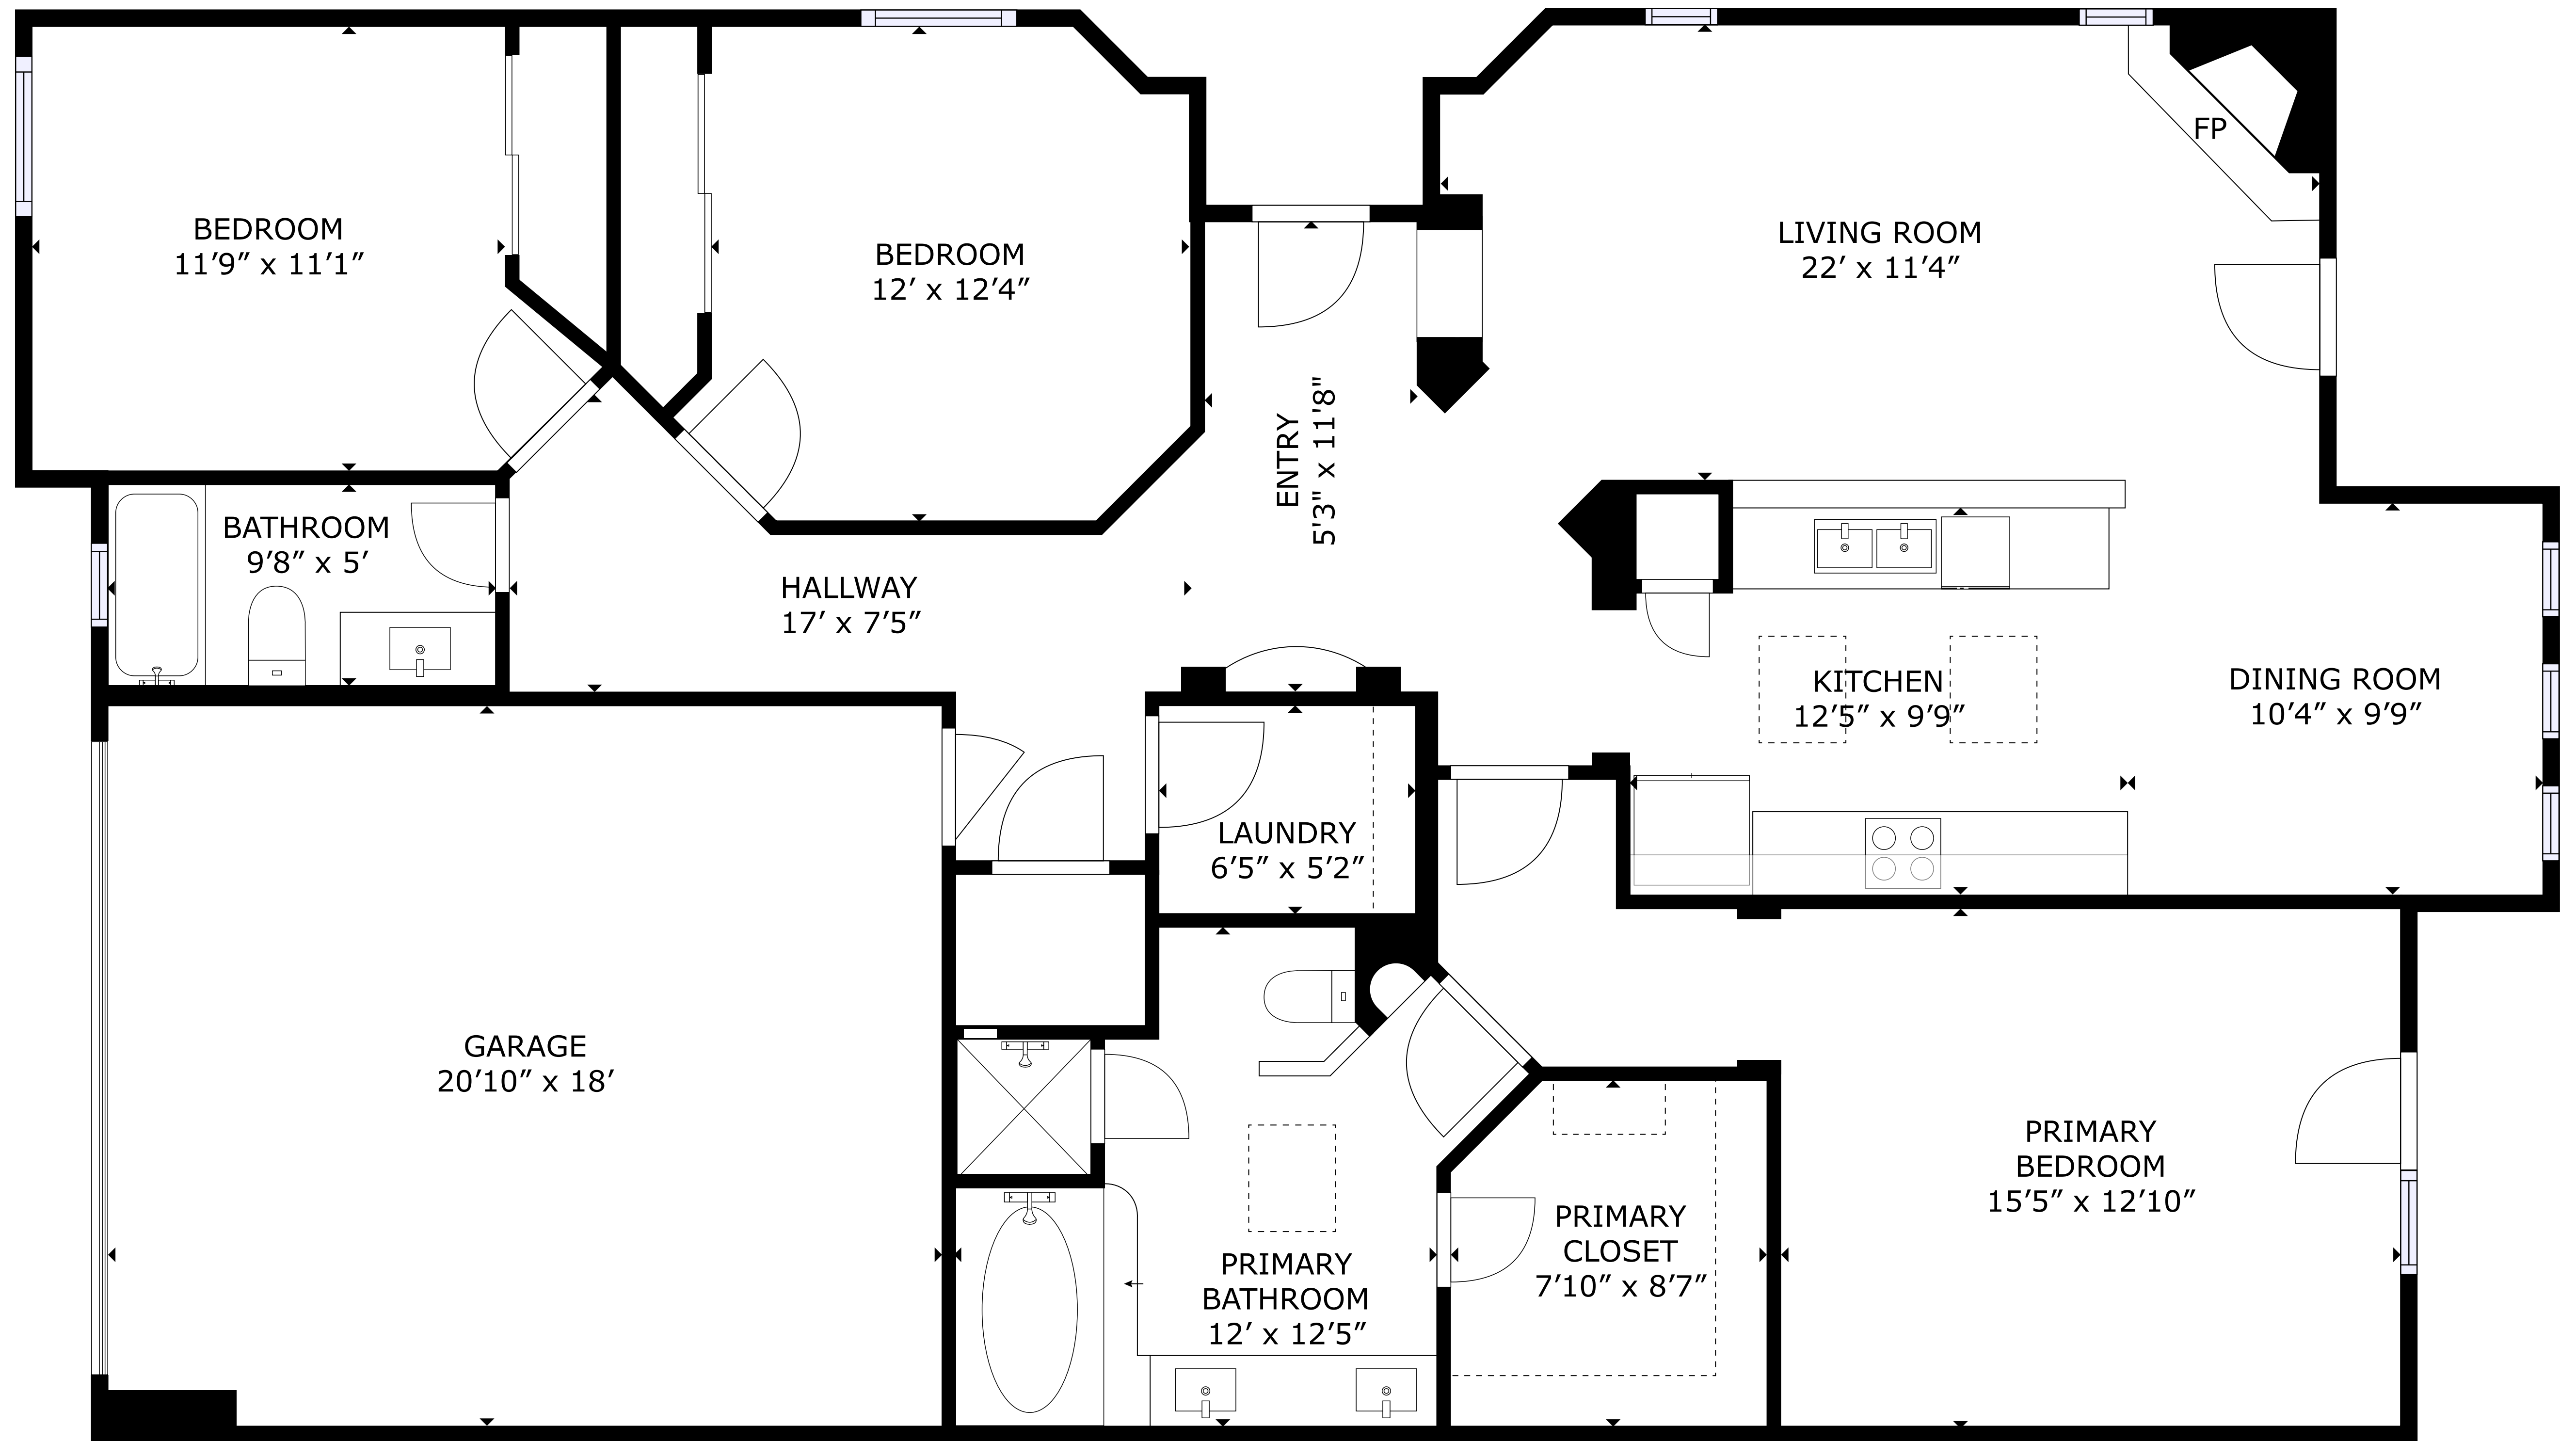 FP
BEDROOM
11’9” x 11’1”
BEDROOM
12’ x 12’4”
LIVING ROOM
22’ x 11’4”
ENTRY
5'3" x 11'8"
BATHROOM
9’8” x 5’
HALLWAY
17’ x 7’5”
KITCHEN
12’5” x 9’9”
DINING ROOM
10’4” x 9’9”
LAUNDRY
6’5” x 5’2”
GARAGE
20’10” x 18’
PRIMARY
BATHROOM
12’ x 12’5”
PRIMARY
CLOSET
7’10” x 8’7”
PRIMARY
BEDROOM
15’5” x 12’10”